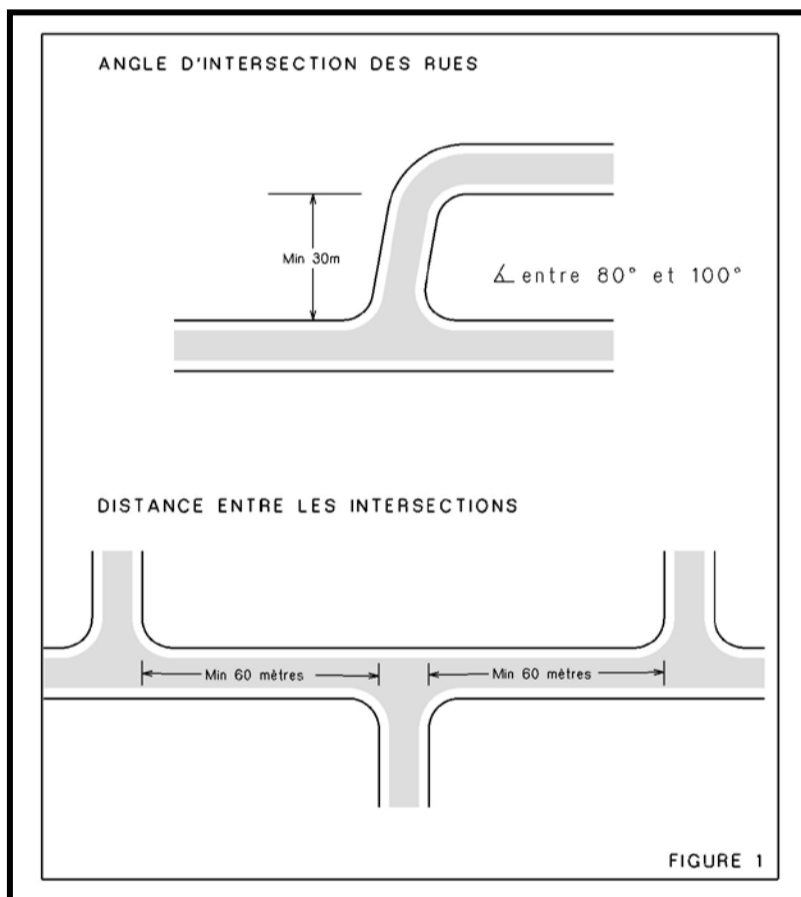 ANGLE D'INTERSECTION DES RUES
Min 30m
∡ entre 80° et 100°
DISTANCE ENTRE LES INTERSECTIONS
Min 60 mètres
Min 60 mètres
FIGURE 1